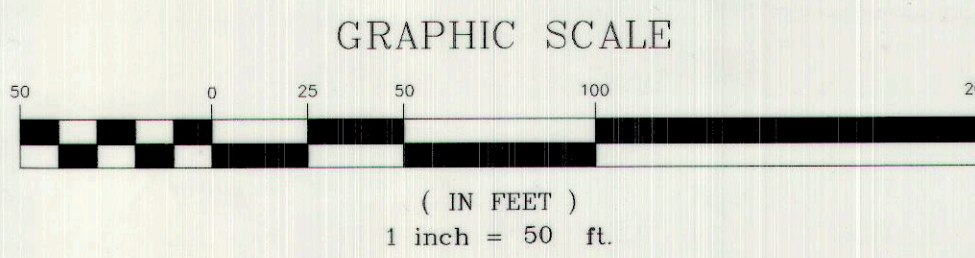 GRAPHIC SCALE
50 0 25 50 100
( IN FEET )
1 inch = 50 ft.